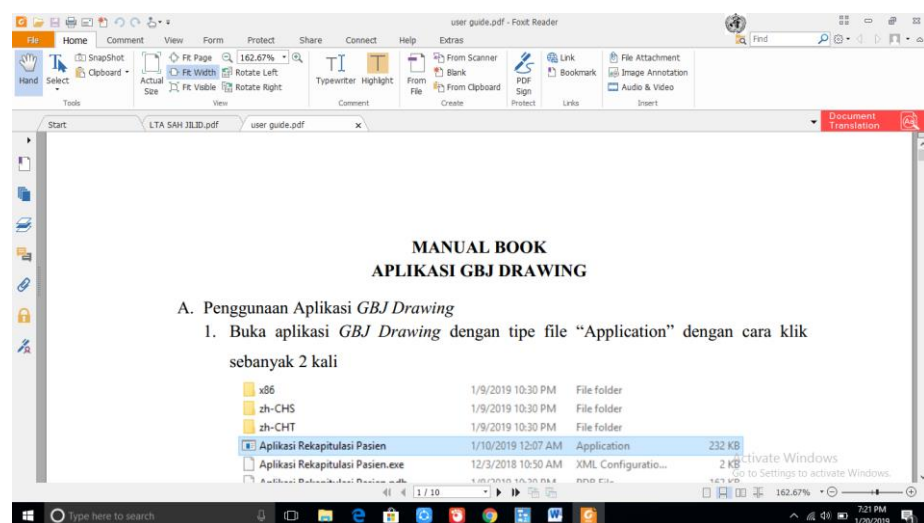 user guide.pdf - Foxit Reader
File Home Comment View Form Protect Share Connect Help Extras
Find
Hand
Select
SnapShot
Clipboard
Tools
Actual Size
Fit Page
Fit Width
Fit Visible
162.67%
Rotate Left
Rotate Right
View
Typewriter
Highlight
Comment
From File
From Scanner
Blank
From Clipboard
Create
PDF Sign
Protect
Link
Bookmark
Links
File Attachment
Image Annotation
Audio & Video
Insert
Start LTA SAH JILID.pdf user guide.pdf x
Document Translation
MANUAL BOOK
APLIKASI GBJ DRAWING
A. Penggunaan Aplikasi GBJ Drawing
1. Buka aplikasi GBJ Drawing dengan tipe file “Application” dengan cara klik
sebanyak 2 kali
x86 1/9/2019 10:30 PM File folder
zh-CHS 1/9/2019 10:30 PM File folder
zh-CHT 1/9/2019 10:30 PM File folder
Aplikasi Rekapitulasi Pasien 1/10/2019 12:07 AM Application 232 KB
Aplikasi Rekapitulasi Pasien.exe 12/3/2018 10:50 AM XML Configuratio... 2 KB
Activate Windows
Go to Settings to activate Windows.
1 / 10
162.67%
Type here to search
7:21 PM
1/20/2019